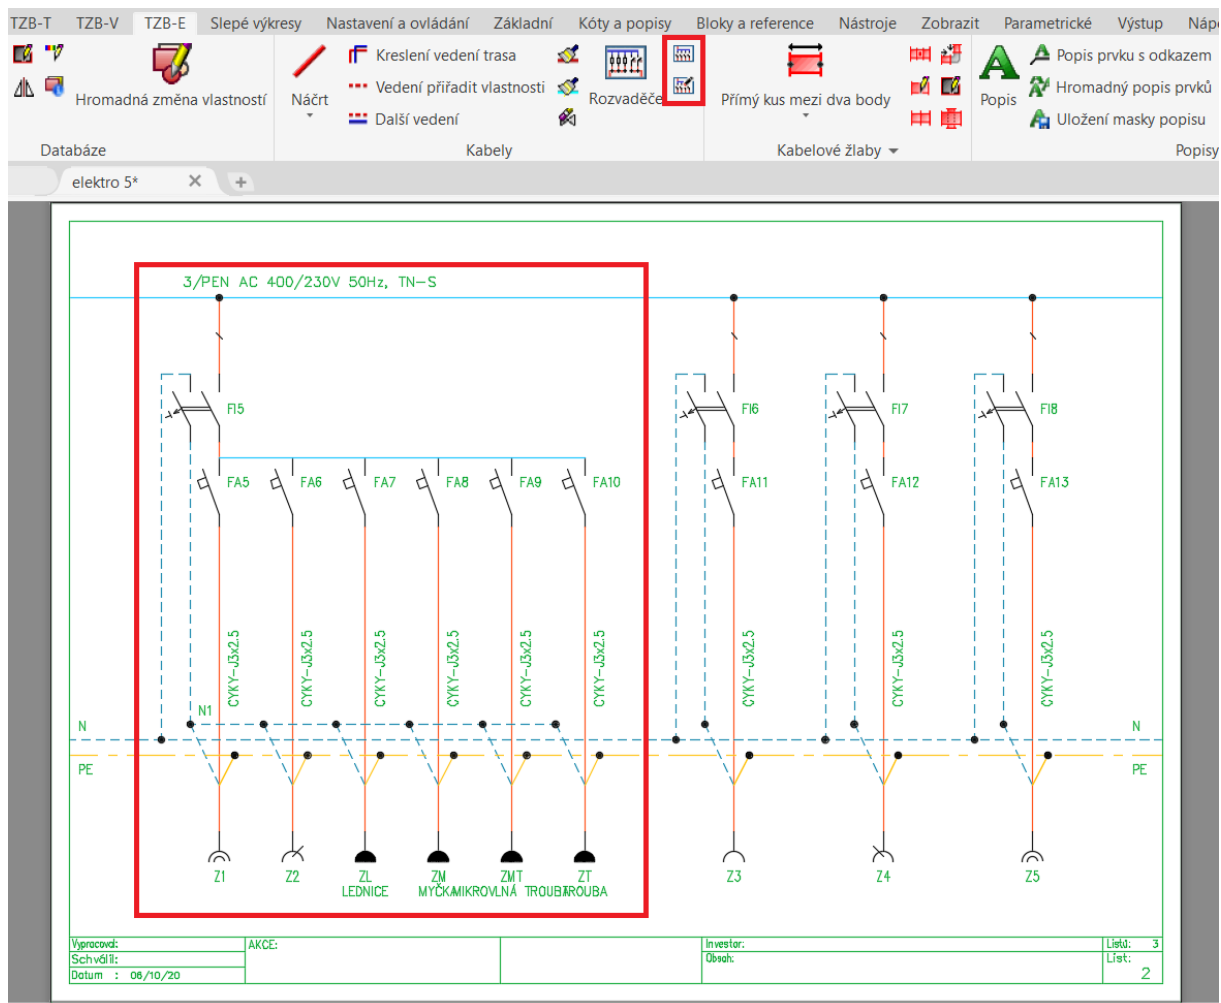 TZB-T TZB-V TZB-E Slepé výkresy Nastavení a ovládání Základní Kóty a popisy Bloky a reference Nástroje Zobrazit Parametrické Výstup Nápo
Kreslení vedení trasa
Popis prvku s odkazem
Hromadná změna vlastností
Náčrt
Vedení přiřadit vlastnosti
Rozvaděče
Přímý kus mezi dva body
Popis
Hromadný popis prvků
Další vedení
Uložení masky popisu
Databáze
Kabely
Kabelové žlaby
Popisy
elektro 5*
3/PEN AC 400/230V 50Hz, TN-S
FI5 FI6 FI7 FI8
FA5 FA6 FA7 FA8 FA9 FA10 FA11 FA12 FA13
CYKY-J3x2.5 CYKY-J3x2.5 CYKY-J3x2.5 CYKY-J3x2.5 CYKY-J3x2.5 CYKY-J3x2.5 CYKY-J3x2.5 CYKY-J3x2.5 CYKY-J3x2.5
N1
N N
PE PE
Z1 Z2 ZL ZM ZMT ZT Z3 Z4 Z5
LEDNICE MYČKA MIKROVLNÁ TROUBA TROUBA
Vypracoval: AKCE: Investor: Listů: 3
Schválil: Obsah: List:
Datum : 06/10/20 2